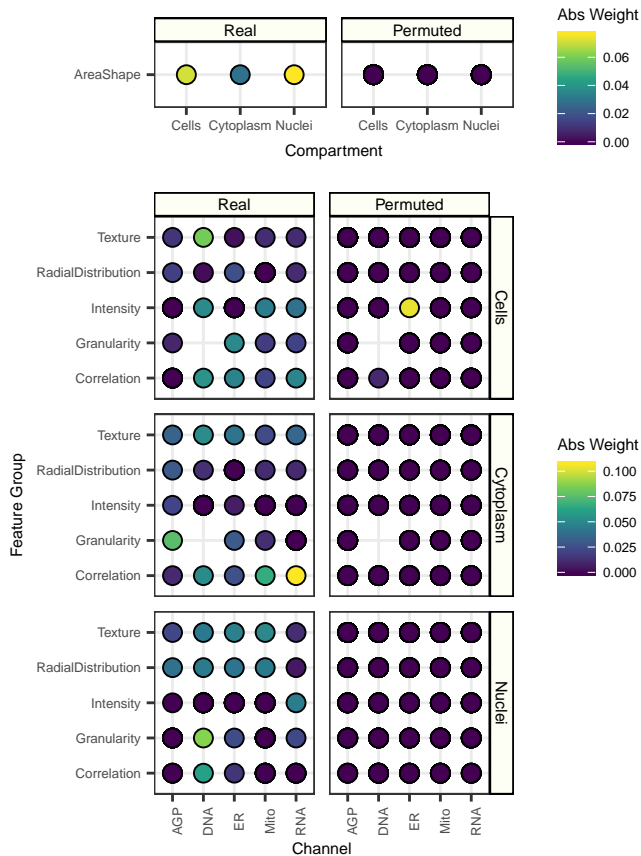 Real
Permuted
AreaShape
Cells
Cytoplasm
Nuclei
Cells
Cytoplasm
Nuclei
Compartment
Abs Weight
0.06
0.04
0.02
0.00
Real
Permuted
Texture
RadialDistribution
Intensity
Granularity
Correlation
Cells
Texture
RadialDistribution
Intensity
Granularity
Correlation
Cytoplasm
Texture
RadialDistribution
Intensity
Granularity
Correlation
Nuclei
Feature Group
AGP
DNA
ER
Mito
RNA
AGP
DNA
ER
Mito
RNA
Channel
Abs Weight
0.100
0.075
0.050
0.025
0.000